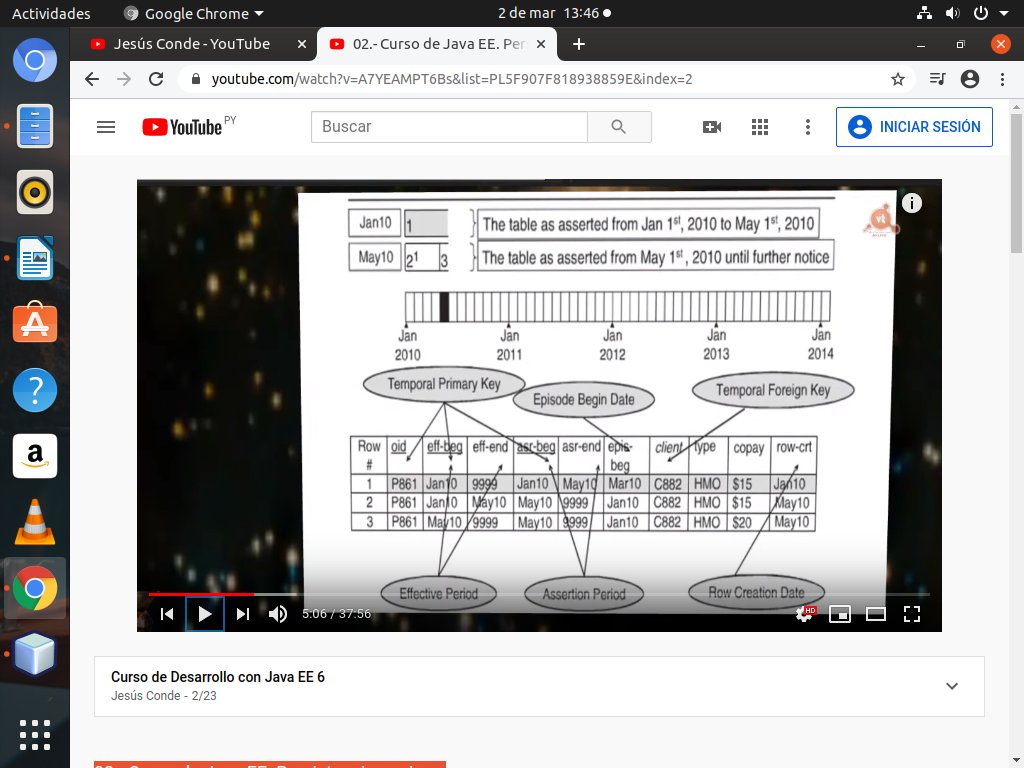 Actividades
Google Chrome
2 de mar 13:46
Jesús Conde - YouTube
02.- Curso de Java EE. Per
youtube.com/watch?v=A7YEAMPT6Bs&list=PL5F907F818938859E&index=2
YouTube PY
Buscar
INICIAR SESIÓN
Jan10 1 The table as asserted from Jan 1st, 2010 to May 1st, 2010
May10 2¹ 3 The table as asserted from May 1st, 2010 until further notice
Jan Jan Jan Jan Jan
2010 2011 2012 2013 2014
Temporal Primary Key
Episode Begin Date
Temporal Foreign Key
Row # oid eff-beg eff-end asr-beg asr-end epis-beg client type copay row-crt
1 P861 Jan10 9999 Jan10 May10 Mar10 C882 HMO $15 Jan10
2 P861 Jan10 May10 May10 9999 Jan10 C882 HMO $15 May10
3 P861 May10 9999 May10 9999 Jan10 C882 HMO $20 May10
Effective Period
Assertion Period
Row Creation Date
5:06 / 37:56
HD
Curso de Desarrollo con Java EE 6
Jesús Conde - 2/23